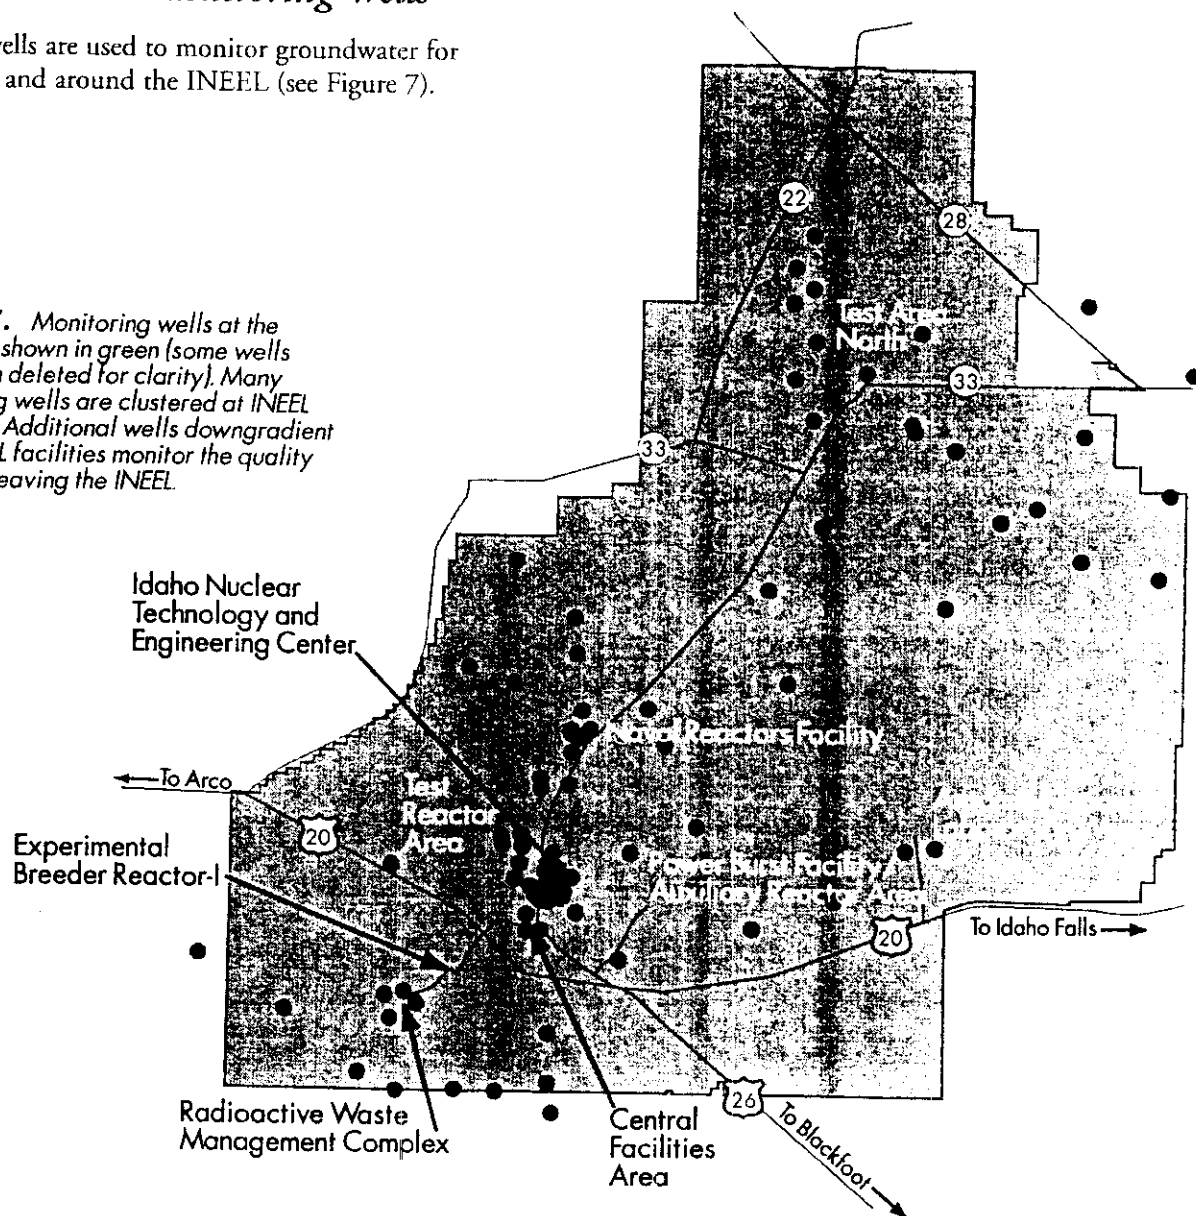 Wells
wells are used to monitor groundwater for
and around the INEEL (see Figure 7).
7. Monitoring wells at the
shown in green (some wells
deleted for clarity). Many
wells are clustered at INEEL
Additional wells downgradient
facilities monitor the quality
leaving the INEEL.
22
28
Test Area
North
33
33
Idaho Nuclear
Technology and
Engineering Center
Naval Reactors Facility
To Arco
Test
Reactor
Area
20
Experimental
Breeder Reactor-I
Power Burst Facility/
Auxiliary Reactor Area
20
To Idaho Falls
Radioactive Waste
Management Complex
Central
Facilities
Area
26
To Blackfoot